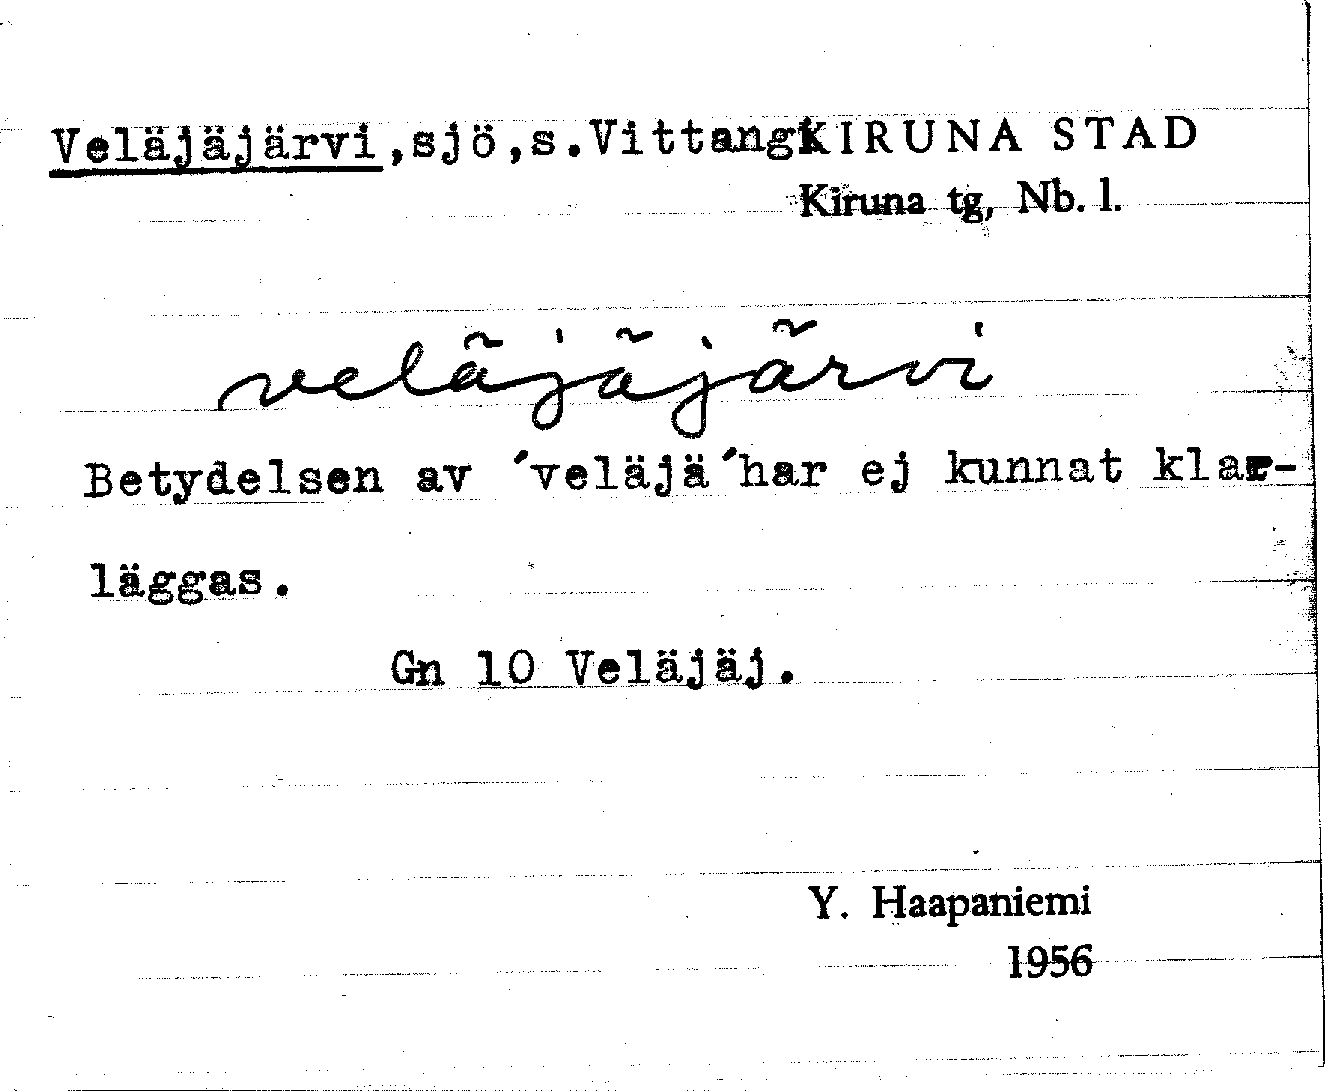 Veläjäjärvi,sjö,s.Vittangi KIRUNA STAD
Kiruna tg, Nb. l.
veläjäjärvi
Betydelsen av ´veläjä´har ej kunnat klar-
läggas.
Gn 10 Veläjäj.
Y. Haapaniemi
1956